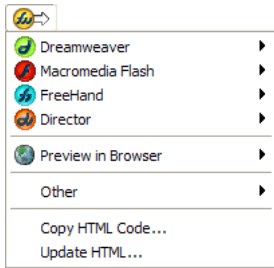 Dreamweaver
Macromedia Flash
FreeHand
Director
Preview in Browser
Other
Copy HTML Code...
Update HTML...